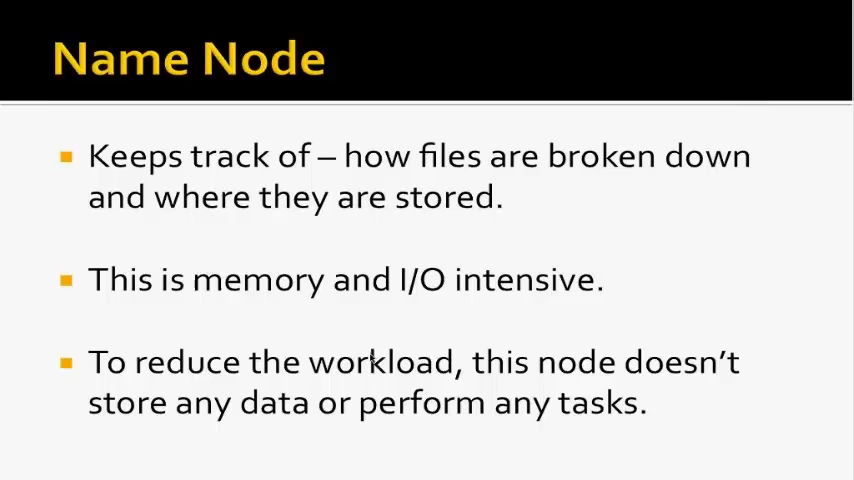 Name Node
Keeps track of – how files are broken down
and where they are stored.
This is memory and I/O intensive.
To reduce the workload, this node doesn’t
store any data or perform any tasks.